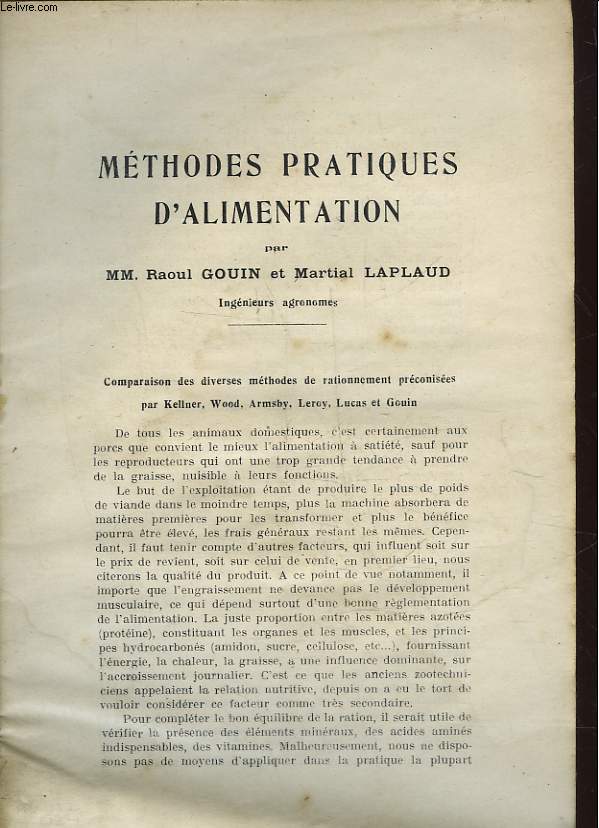 Le-livre.com
MÉTHODES PRATIQUES
D'ALIMENTATION
par
MM. Raoul GOUIN et Martial LAPLAUD
Ingénieurs agronomes
Comparaison des diverses méthodes de rationnement préconisées
par Kellner, Wood, Armsby, Leroy, Lucas et Gouin
De tous les animaux domestiques, c'est certainement aux
porcs que convient le mieux l'alimentation à satiété, sauf pour
les reproducteurs qui ont une trop grande tendance à prendre
de la graisse, nuisible à leurs fonctions.
Le but de l'exploitation étant de produire le plus de poids
de viande dans le moindre temps, plus la machine absorbera de
matières premières pour les transformer et plus le bénéfice
pourra être élevé, les frais généraux restant les mêmes. Cepen-
dant, il faut tenir compte d'autres facteurs, qui influent soit sur
le prix de revient, soit sur celui de vente, en premier lieu, nous
citerons la qualité du produit. A ce point de vue notamment, il
importe que l'engraissement ne devance pas le développement
musculaire, ce qui dépend surtout d'une bonne règlementation
de l'alimentation. La juste proportion entre les matières azotées
(protéine), constituant les organes et les muscles, et les princi-
pes hydrocarbonés (amidon, sucre, cellulose, etc...), fournissant
l'énergie, la chaleur, la graisse, a une influence dominante, sur
l'accroissement journalier. C'est ce que les anciens zootechni-
ciens appelaient la relation nutritive, depuis on a eu le tort de
vouloir considérer ce facteur comme très secondaire.
Pour compléter le bon équilibre de la ration, il serait utile de
vérifier la présence des éléments minéraux, des acides aminés
indispensables, des vitamines. Malheureusement, nous ne dispo-
sons pas de moyens d'appliquer dans la pratique la plupart